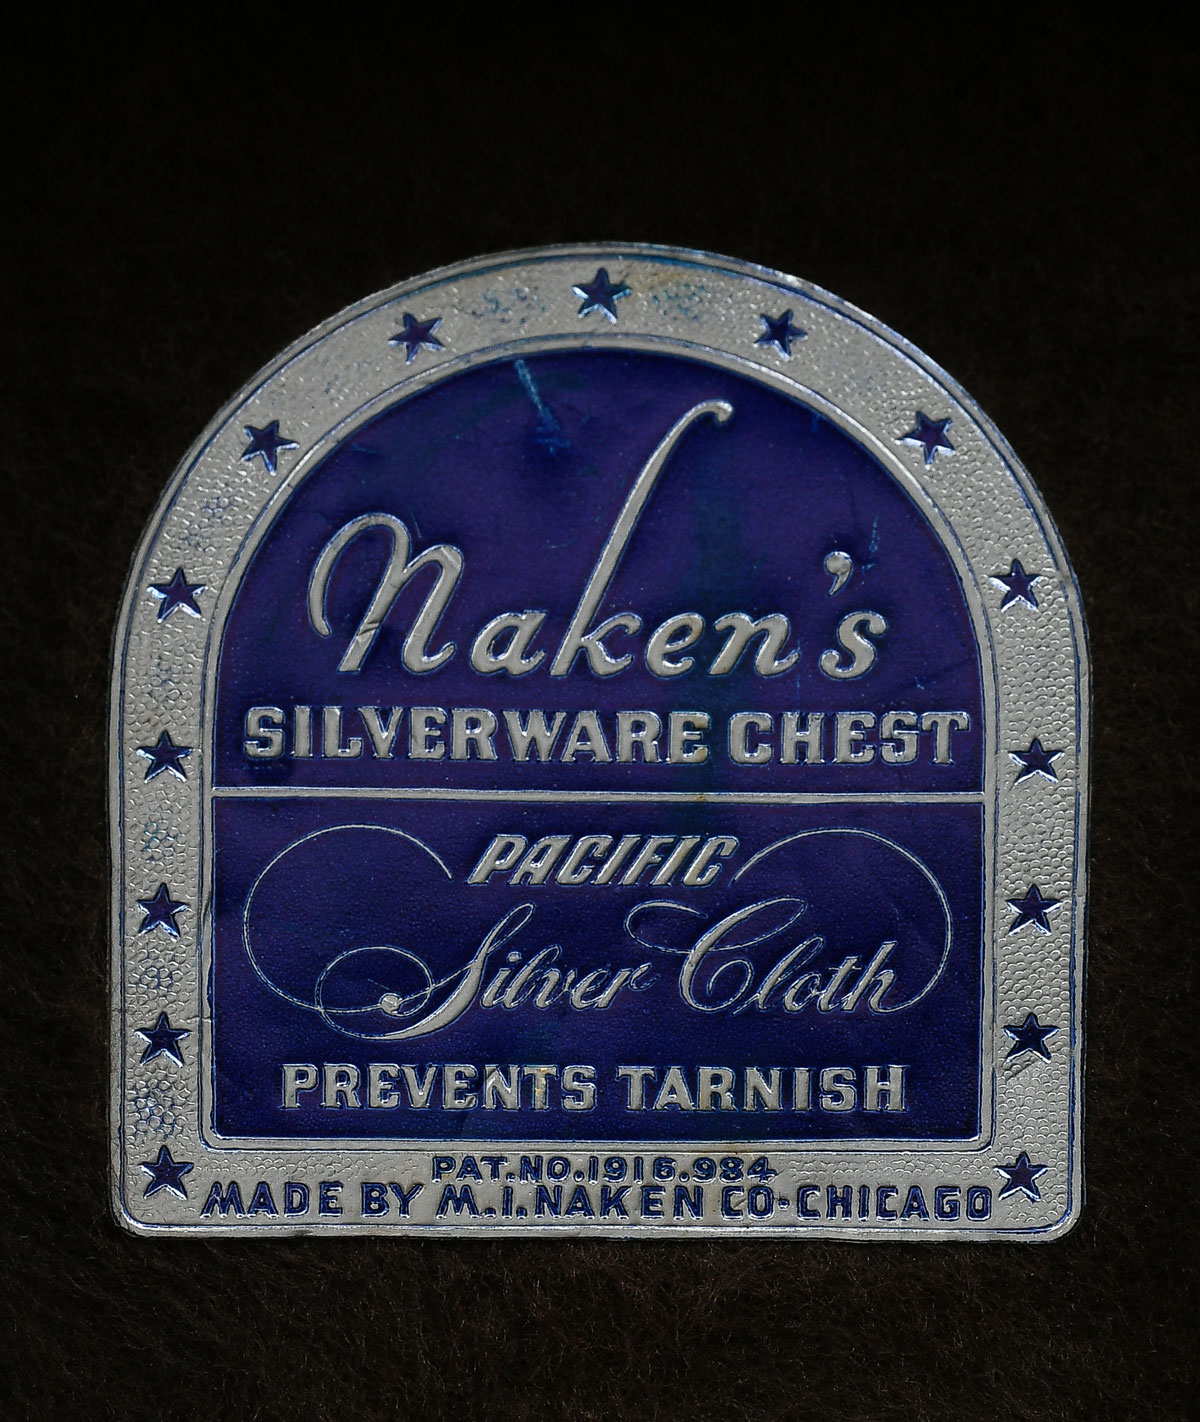 Naken's
SILVERWARE CHEST
PACIFIC
Silver Cloth
PREVENTS TARNISH
PAT.NO.1916.984
MADE BY M.I.NAKEN CO·CHICAGO